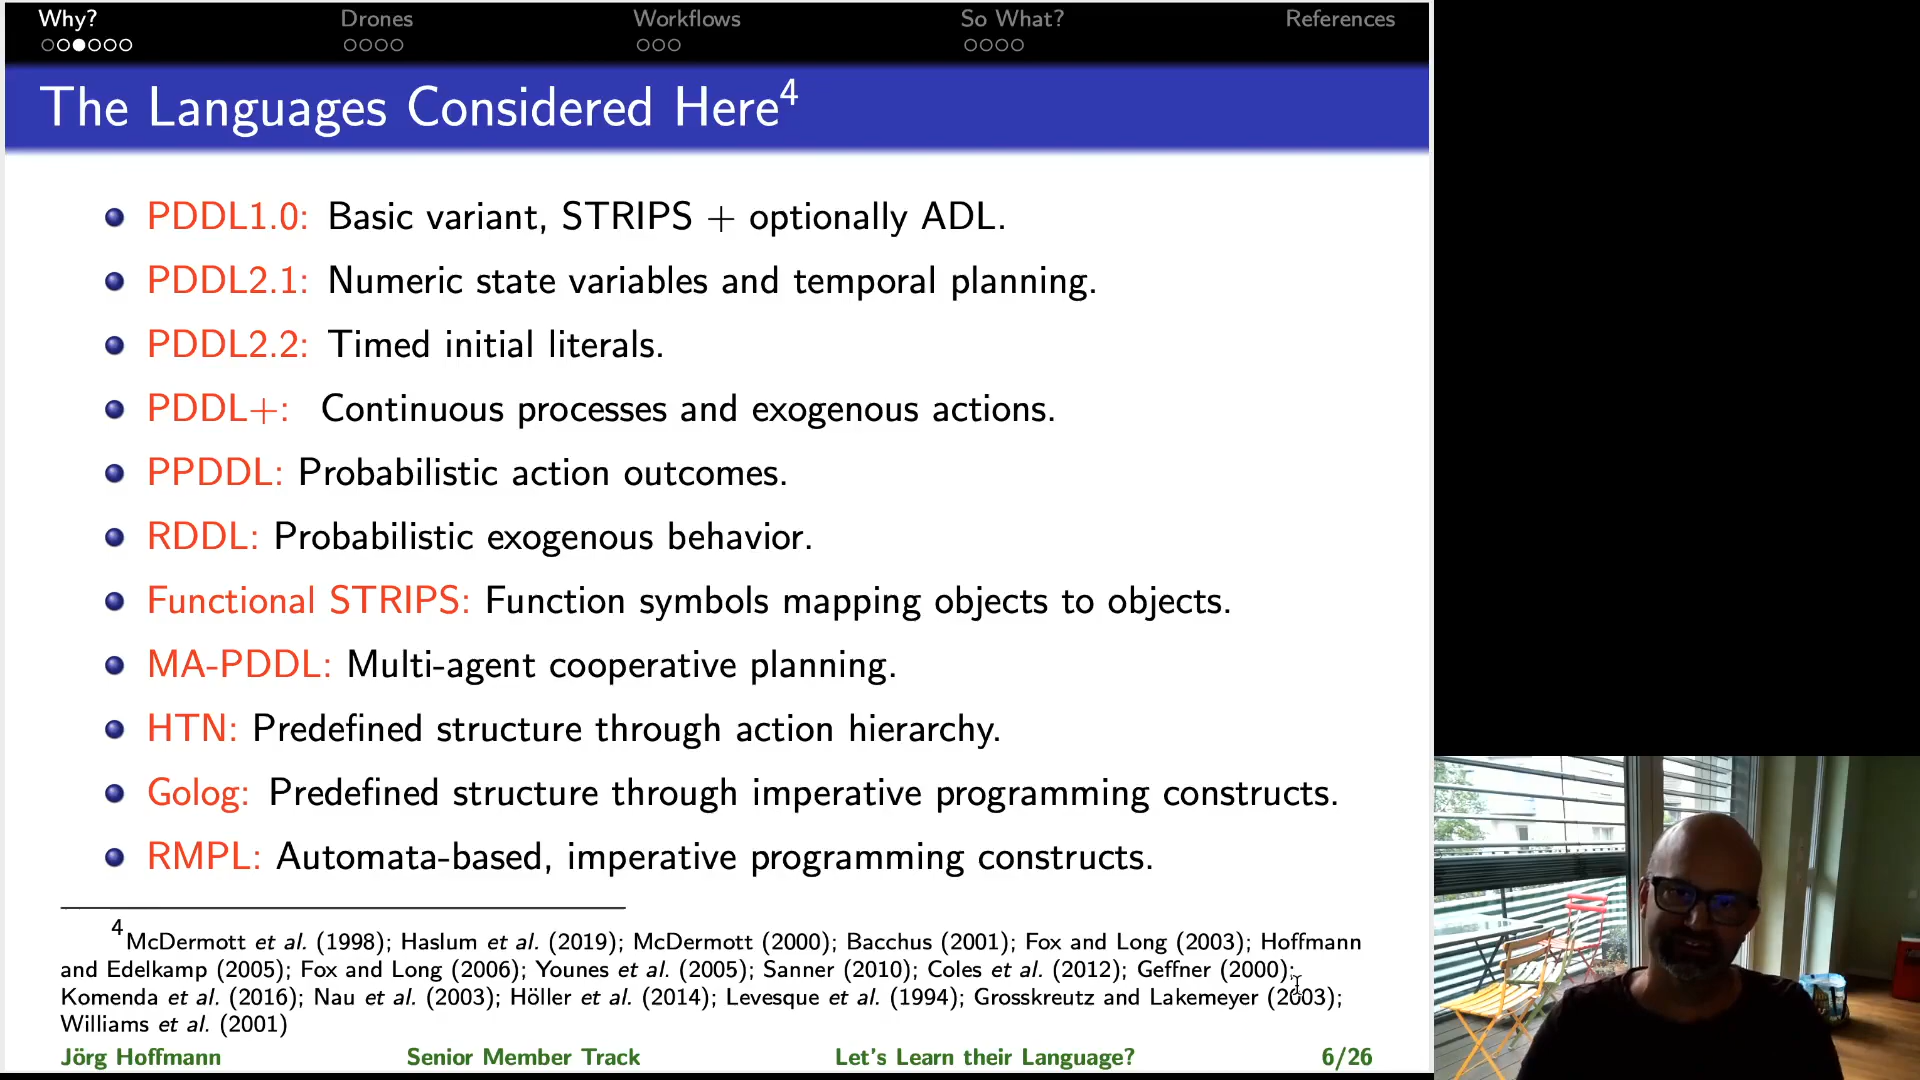 Why? Drones Workflows So What? References
The Languages Considered Here4
PDDL1.0: Basic variant, STRIPS + optionally ADL.
PDDL2.1: Numeric state variables and temporal planning.
PDDL2.2: Timed initial literals.
PDDL+: Continuous processes and exogenous actions.
PPDDL: Probabilistic action outcomes.
RDDL: Probabilistic exogenous behavior.
Functional STRIPS: Function symbols mapping objects to objects.
MA-PDDL: Multi-agent cooperative planning.
HTN: Predefined structure through action hierarchy.
Golog: Predefined structure through imperative programming constructs.
RMPL: Automata-based, imperative programming constructs.
4McDermott et al. (1998); Haslum et al. (2019); McDermott (2000); Bacchus (2001); Fox and Long (2003); Hoffmann
and Edelkamp (2005); Fox and Long (2006); Younes et al. (2005); Sanner (2010); Coles et al. (2012); Geffner (2000);
Komenda et al. (2016); Nau et al. (2003); Höller et al. (2014); Levesque et al. (1994); Grosskreutz and Lakemeyer (2003);
Williams et al. (2001)
Jörg Hoffmann Senior Member Track Let's Learn their Language? 6/26